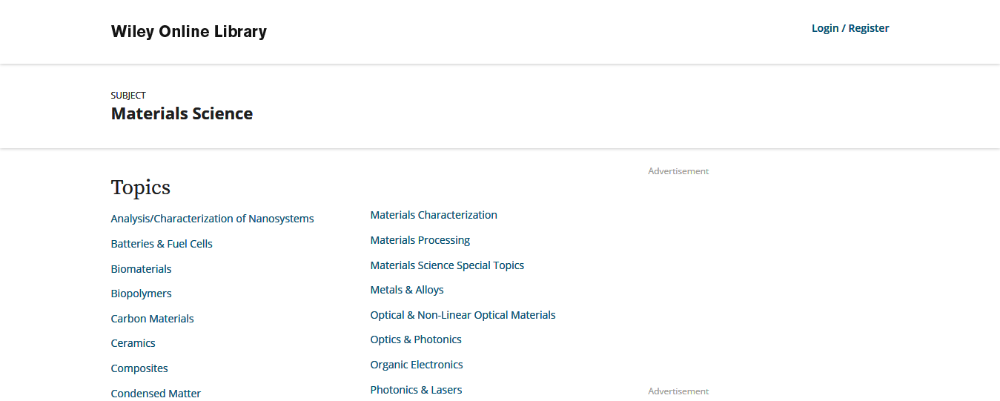 Wiley Online Library
Login / Register
SUBJECT
Materials Science
Topics
Analysis/Characterization of Nanosystems
Batteries & Fuel Cells
Biomaterials
Biopolymers
Carbon Materials
Ceramics
Composites
Condensed Matter
Materials Characterization
Materials Processing
Materials Science Special Topics
Metals & Alloys
Optical & Non-Linear Optical Materials
Optics & Photonics
Organic Electronics
Photonics & Lasers
Advertisement
Advertisement